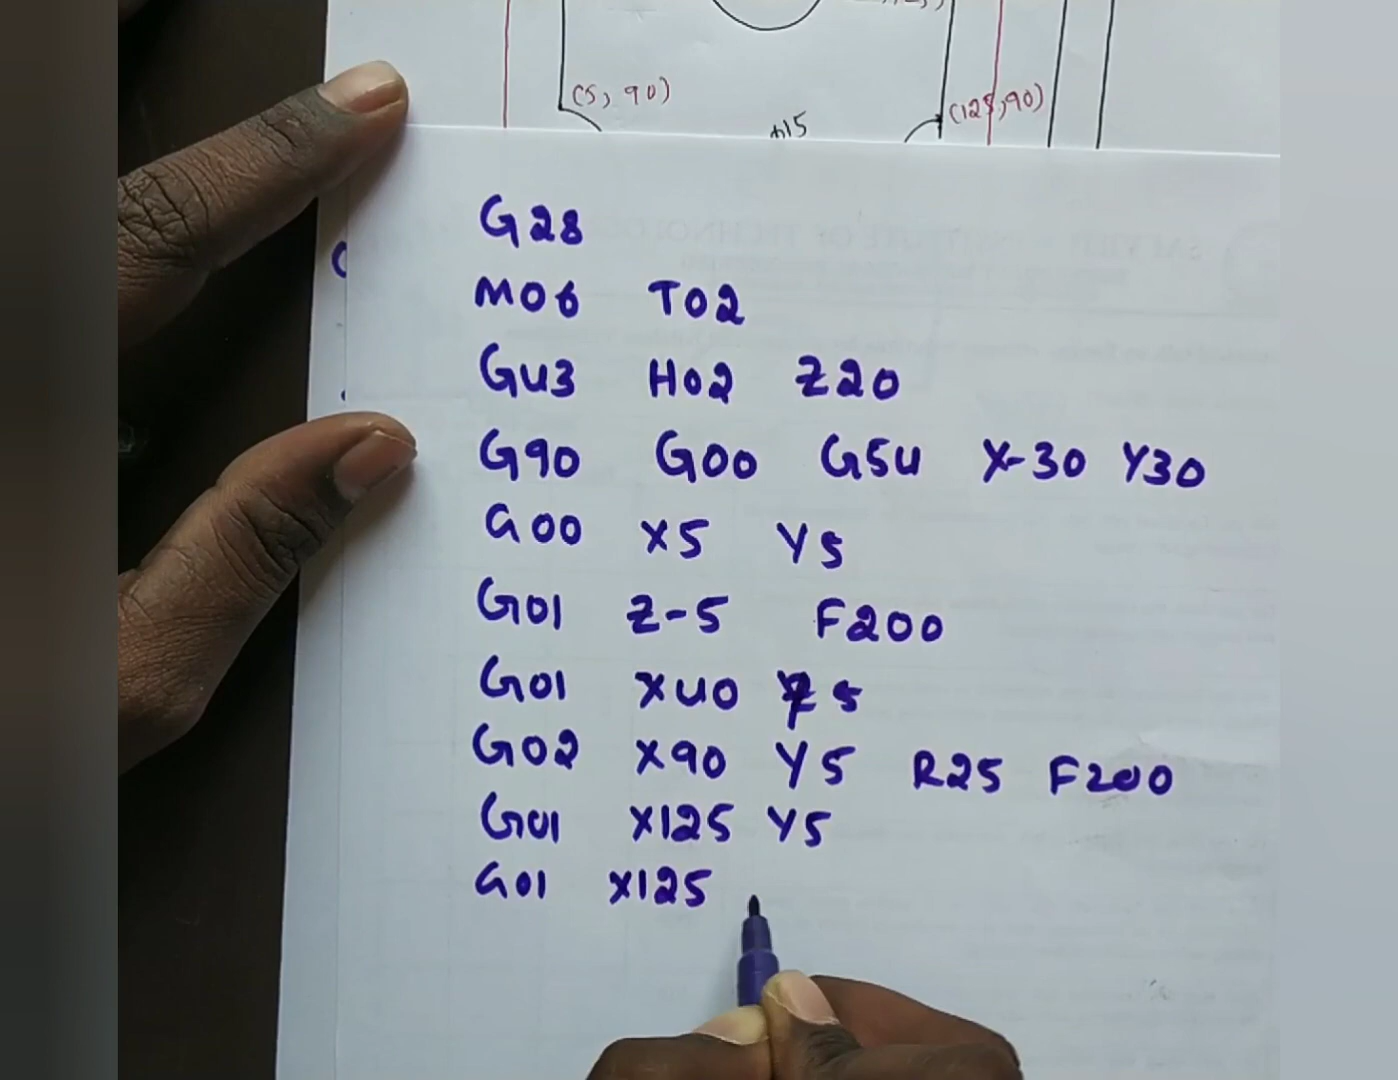 (5, 90)
(125,90)
G28
M06 T02
G43 H02 Z20
G90 G00 G54 X-30 Y30
G00 X5 Y5
G01 Z-5 F200
G01 X40 Y5
G02 X90 Y5 R25 F200
G01 X125 Y5
G01 X125